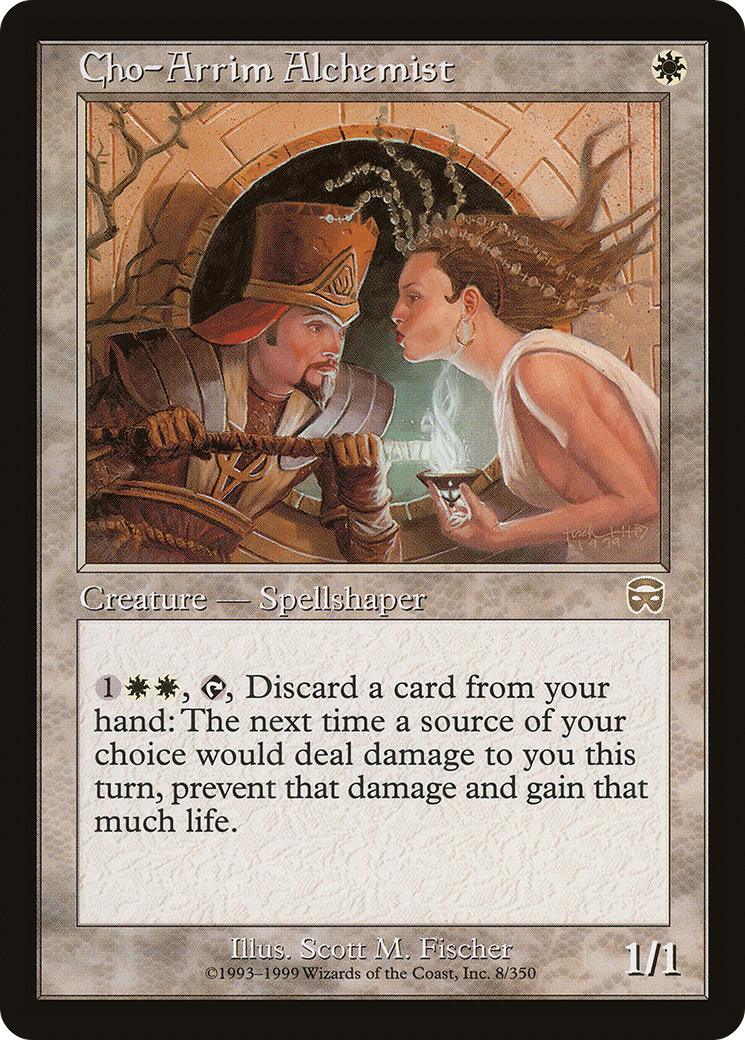 Cho-Arrim Alchemist
1999
Creature — Spellshaper
1, , Discard a card from your
hand: The next time a source of your
choice would deal damage to you this
turn, prevent that damage and gain that
much life.
Illus. Scott M. Fischer
©1993–1999 Wizards of the Coast, Inc. 8/350
1/1